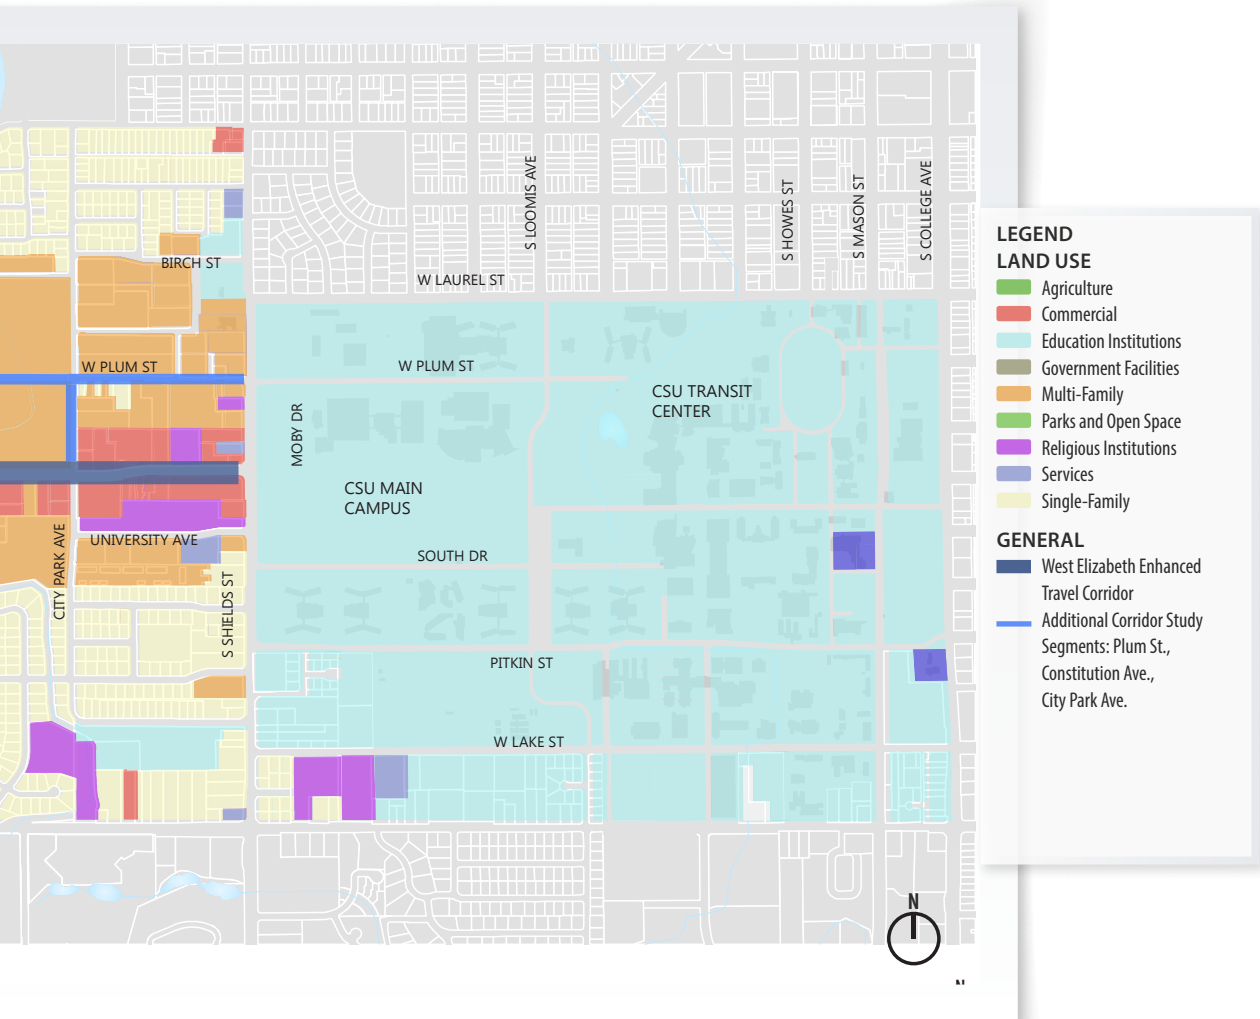 S LOOMIS AVE
S HOWES ST
S MASON ST
S COLLEGE AVE
BIRCH ST
W LAUREL ST
W PLUM ST
W PLUM ST
CSU TRANSIT
CENTER
MOBY DR
CSU MAIN
CAMPUS
CITY PARK AVE
UNIVERSITY AVE
SOUTH DR
S SHIELDS ST
PITKIN ST
W LAKE ST
N
N
LEGEND
LAND USE
Agriculture
Commercial
Education Institutions
Government Facilities
Multi-Family
Parks and Open Space
Religious Institutions
Services
Single-Family
GENERAL
West Elizabeth Enhanced
Travel Corridor
Additional Corridor Study
Segments: Plum St.,
Constitution Ave.,
City Park Ave.